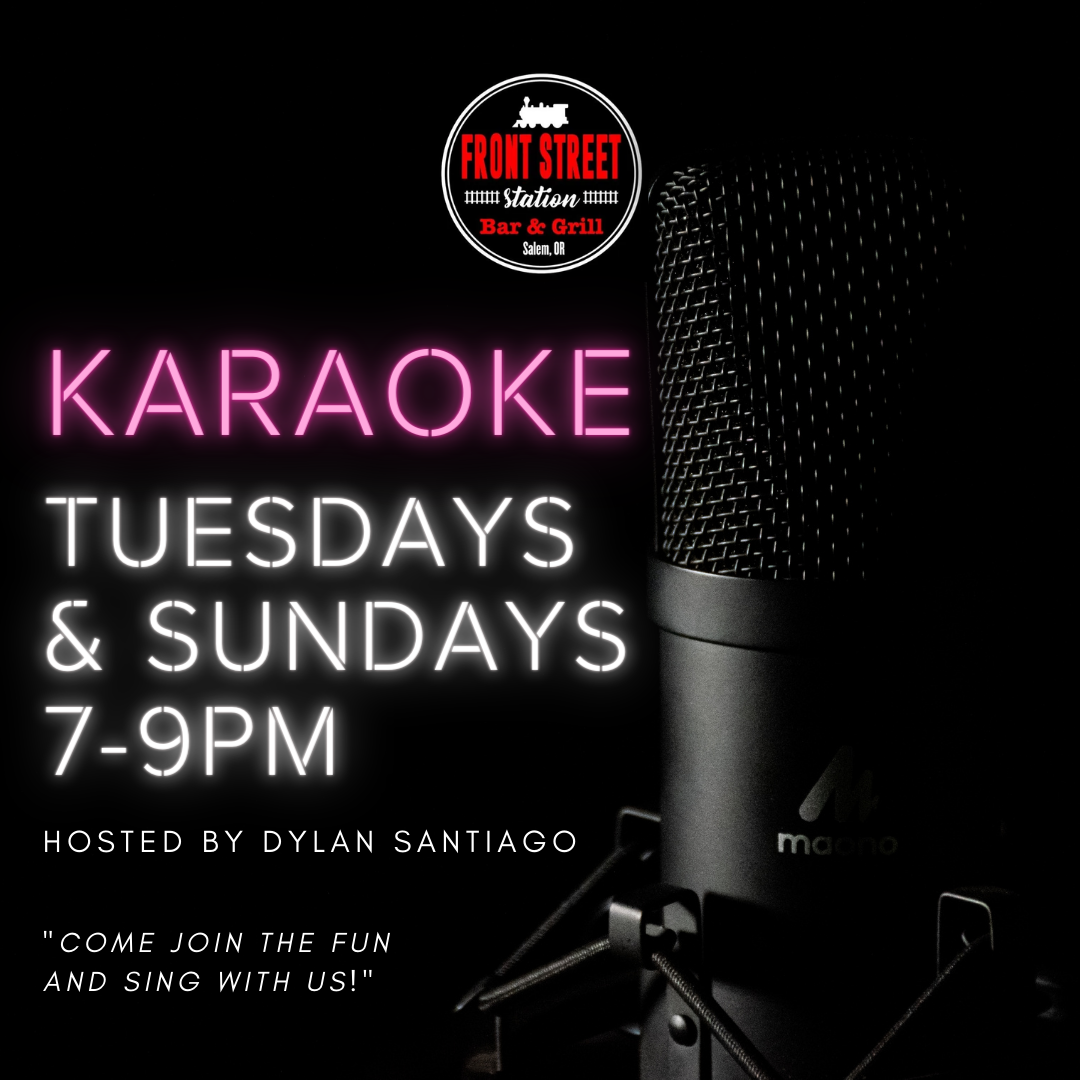 FRONT STREET
Station
Bar & Grill
Salem, OR
KARAOKE
TUESDAYS
& SUNDAYS
7-9PM
HOSTED BY DYLAN SANTIAGO
"COME JOIN THE FUN
AND SING WITH US!"
maono